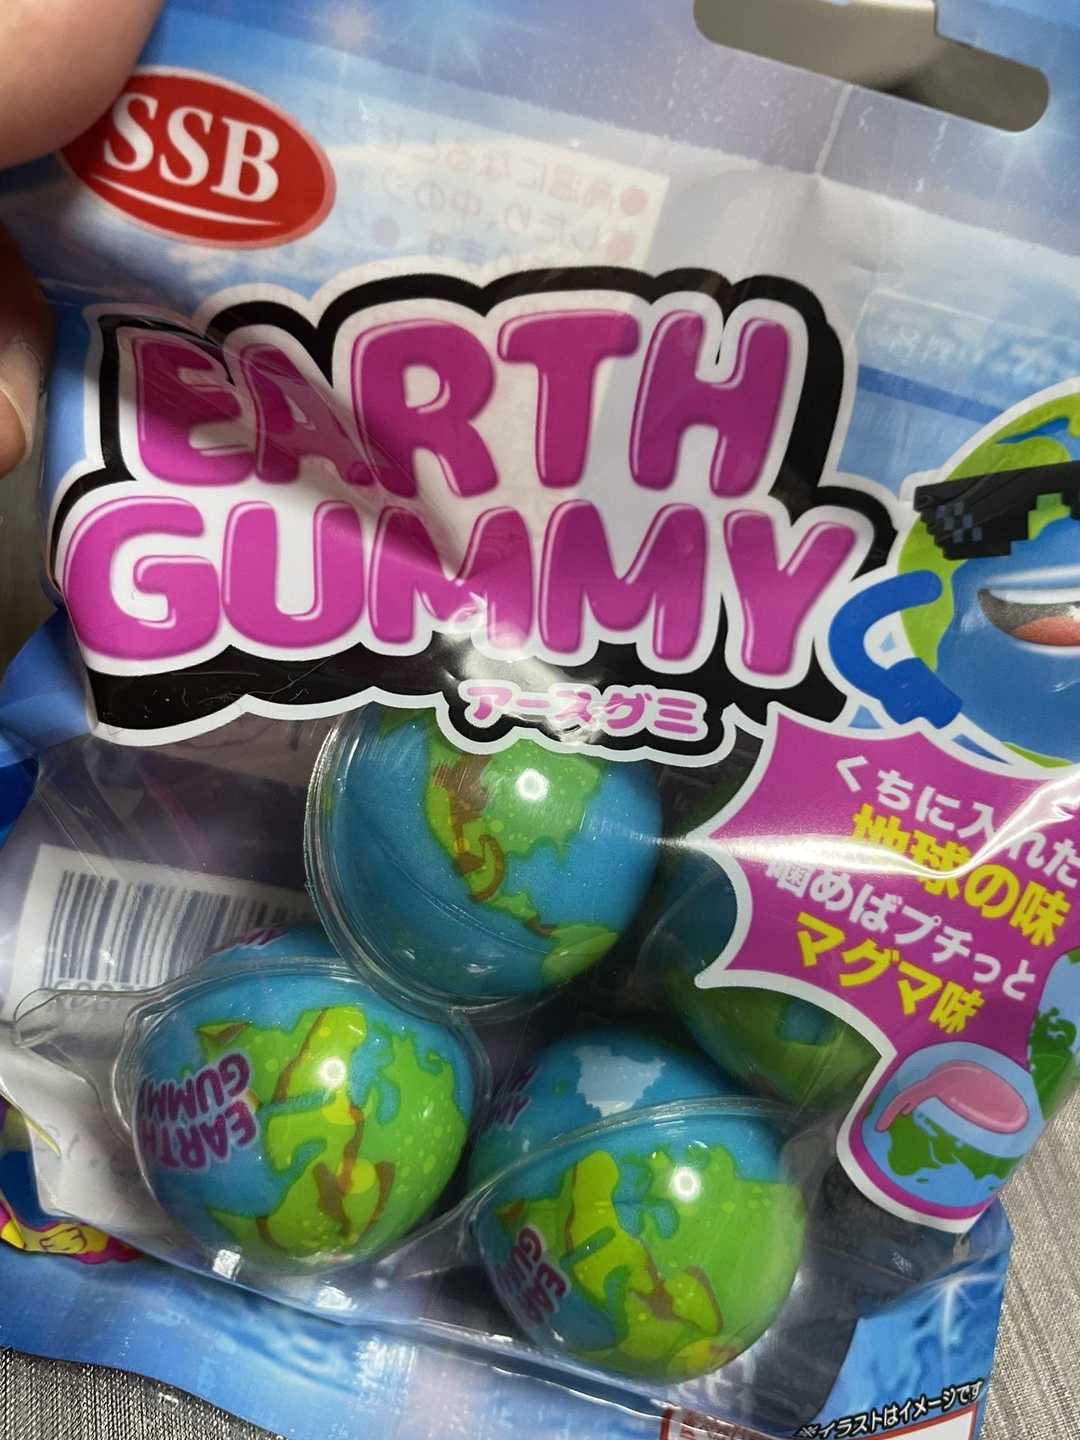 SSB
EARTH
GUMMY
アースグミ
くちに入れた
地球の味
噛めばプチっと
マグマ味
EARTH
GUMMY
※イラストはイメージです